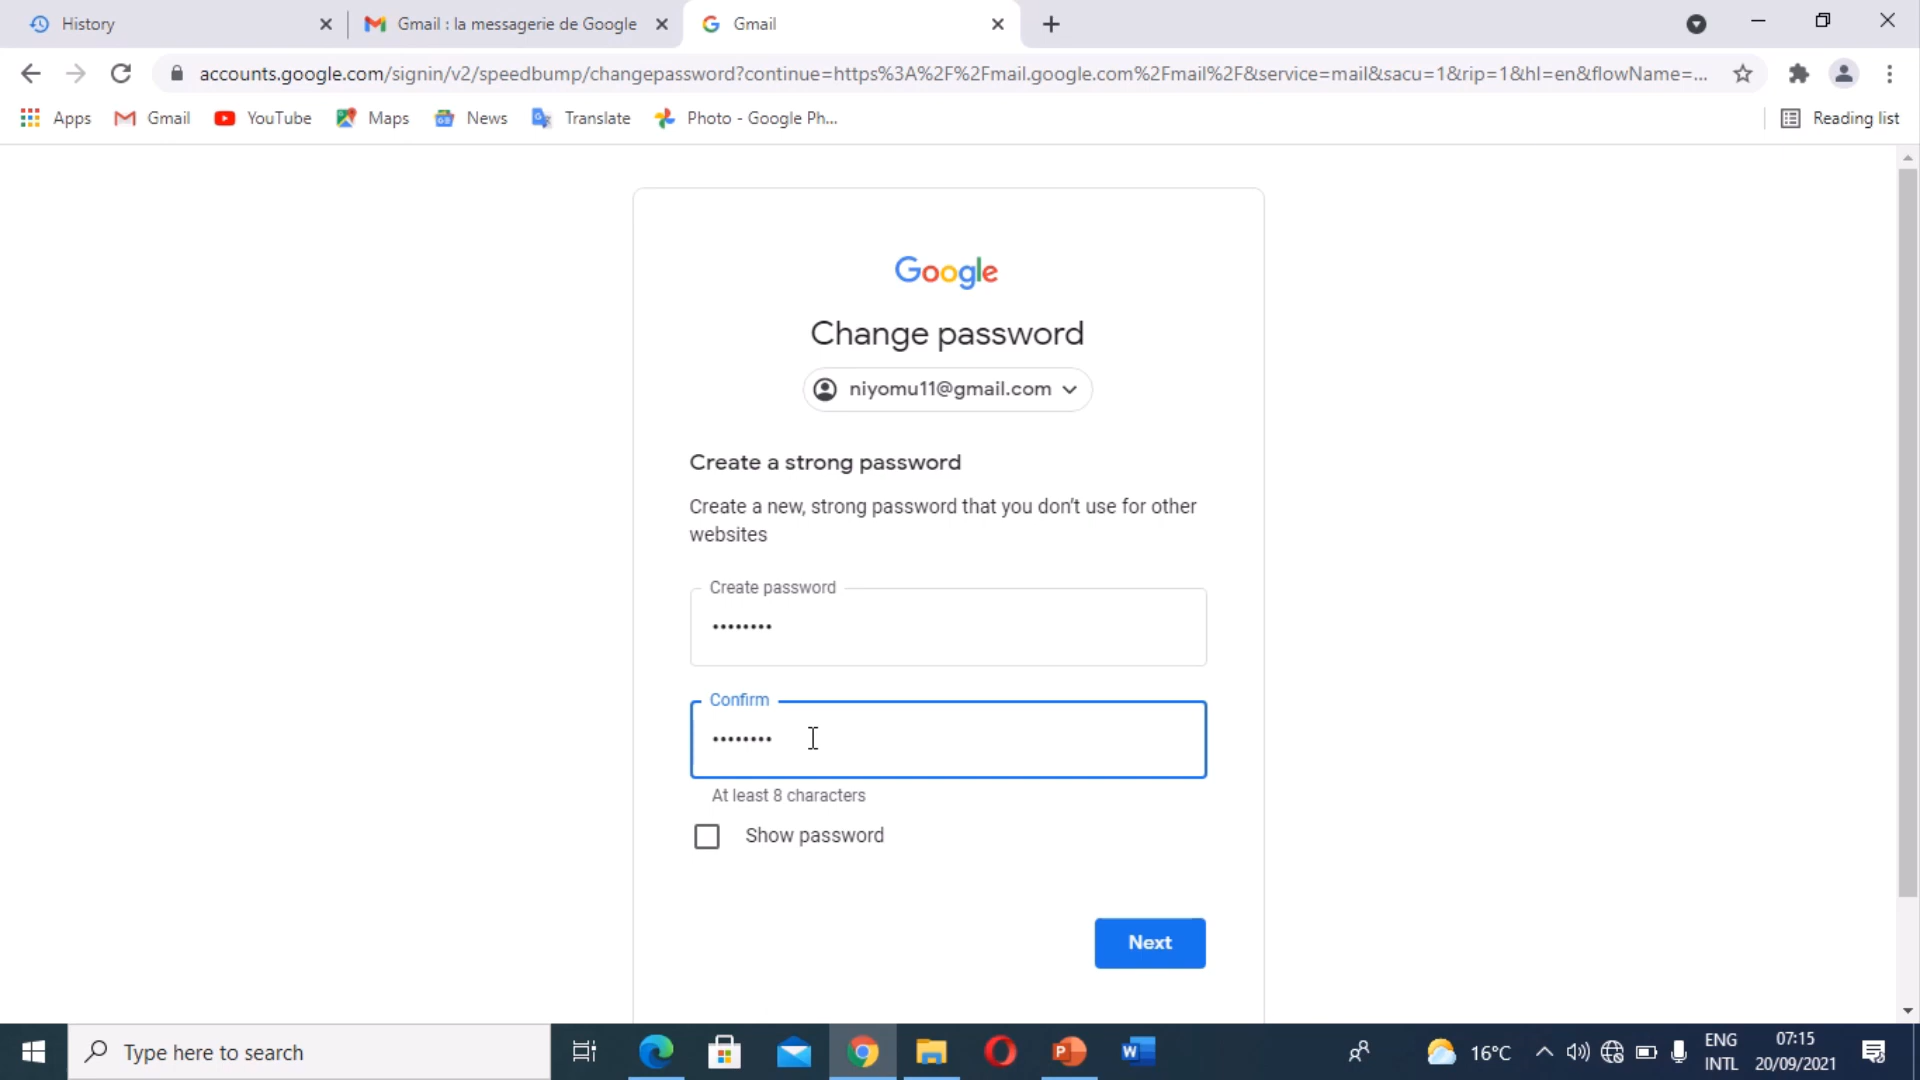 History
Gmail : la messagerie de Google
Gmail
accounts.google.com/signin/v2/speedbump/changepassword?continue=https%3A%2F%2Fmail.google.com%2Fmail%2F&service=mail&sacu=1&rip=1&hl=en&flowName=...
Apps
Gmail
YouTube
Maps
News
Translate
Photo - Google Ph...
Reading list
Google
Change password
niyomu11@gmail.com
Create a strong password
Create a new, strong password that you don't use for other
websites
Create password
••••••••
Confirm
••••••••
At least 8 characters
Show password
Next
Type here to search
16°C
ENG
INTL
07:15
20/09/2021